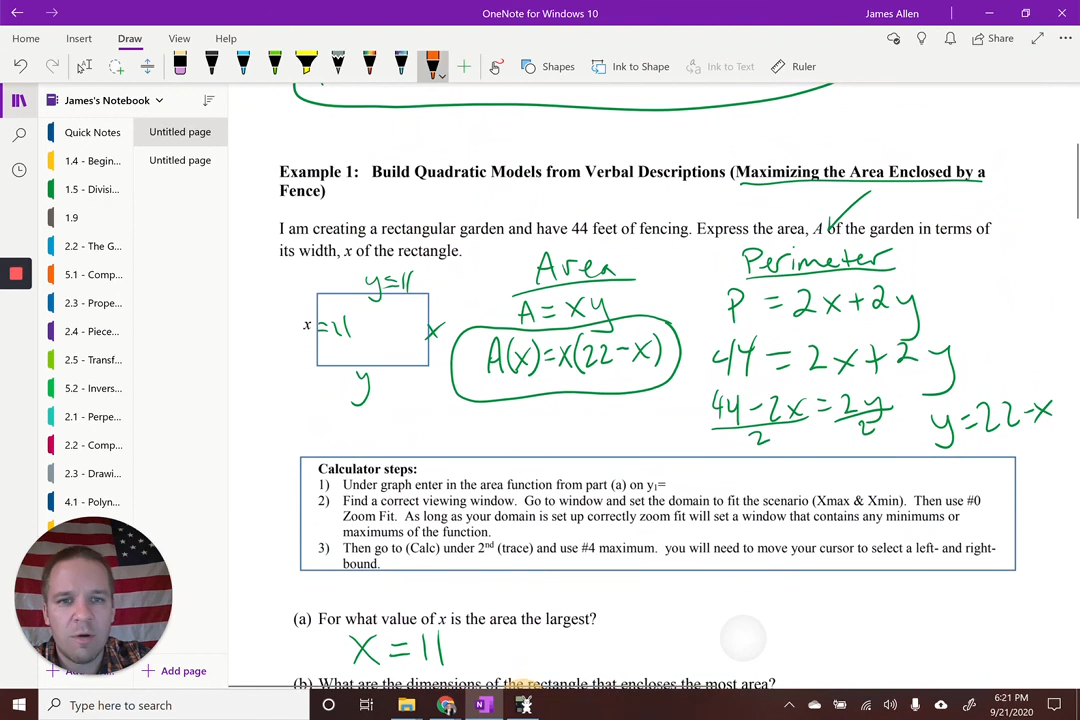 OneNote for Windows 10
James Allen
Home Insert Draw View Help
Share
Shapes Ink to Shape Ink to Text Ruler
James's Notebook
Quick Notes
1.4 - Begin...
1.5 - Divisi...
1.9
2.2 - The G...
5.1 - Comp...
2.3 - Prope...
2.4 - Piece...
2.5 - Transf...
5.2 - Invers...
2.1 - Perpe...
2.2 - Comp...
2.3 - Drawi...
4.1 - Polyn...
Untitled page
Untitled page
Add page
Example 1: Build Quadratic Models from Verbal Descriptions (Maximizing the Area Enclosed by a
Fence)
I am creating a rectangular garden and have 44 feet of fencing. Express the area, A of the garden in terms of
its width, x of the rectangle.
y=11
x =11
x
y
Area
A = xy
A(x)=x(22-x)
Perimeter
P = 2x+2y
44 = 2x+2y
44-2x = 2y
2 2
y=22-x
Calculator steps:
1) Under graph enter in the area function from part (a) on y₁=
2) Find a correct viewing window. Go to window and set the domain to fit the scenario (Xmax & Xmin). Then use #0
Zoom Fit. As long as your domain is set up correctly zoom fit will set a window that contains any minimums or
maximums of the function.
3) Then go to (Calc) under 2nd (trace) and use #4 maximum. you will need to move your cursor to select a left- and right-
bound.
(a) For what value of x is the area the largest?
x = 11
(b) What are the dimensions of the rectangle that encloses the most area?
Type here to search
6:21 PM
9/21/2020